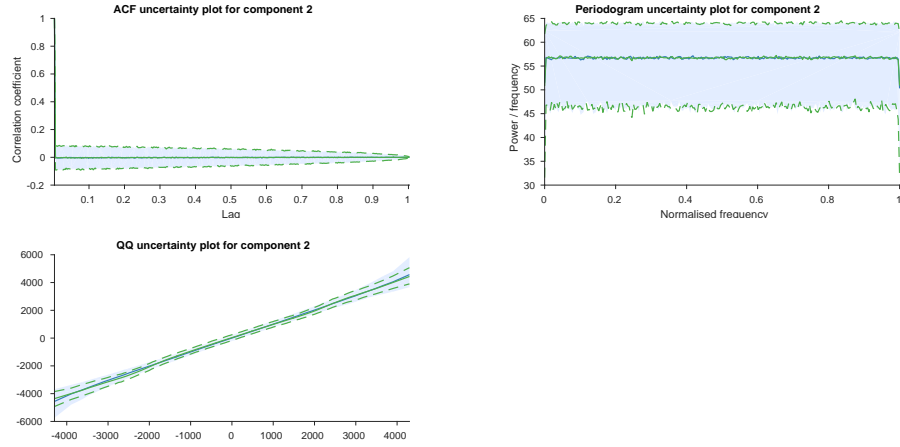 ACF uncertainty plot for component 2
1
0.8
0.6
0.4
0.2
0
-0.2
Correlation coefficient
0.1 0.2 0.3 0.4 0.5 0.6 0.7 0.8 0.9 1
Lag
Periodogram uncertainty plot for component 2
65
60
55
50
45
40
35
30
Power / frequency
0 0.2 0.4 0.6 0.8 1
Normalised frequency
QQ uncertainty plot for component 2
6000
4000
2000
0
-2000
-4000
-6000
-4000 -3000 -2000 -1000 0 1000 2000 3000 4000